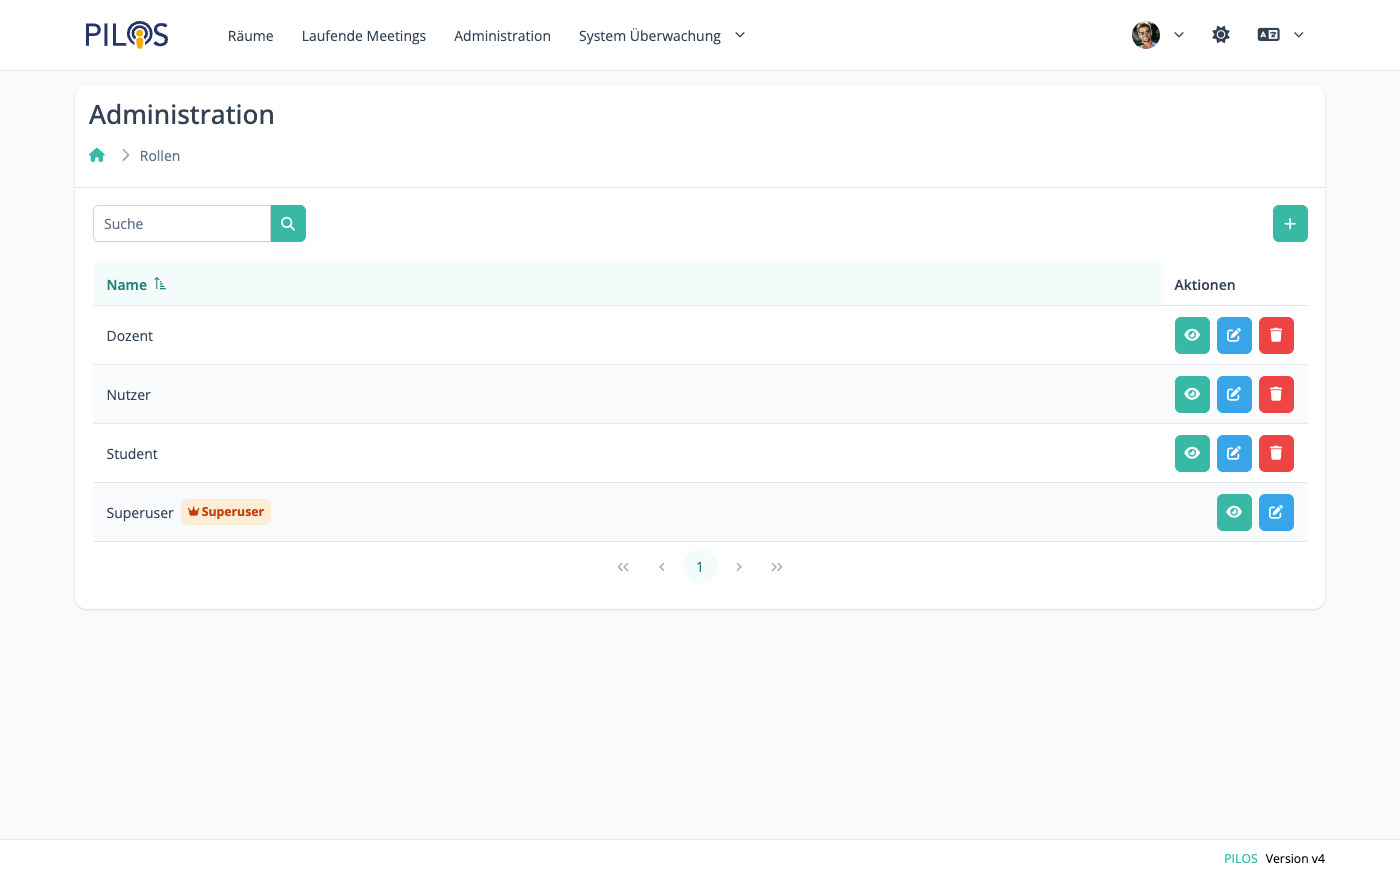 PILOS
Räume
Laufende Meetings
Administration
System Überwachung
Administration
Rollen
Suche
Name
Aktionen
Dozent
Nutzer
Student
Superuser Superuser
1
PILOS Version v4